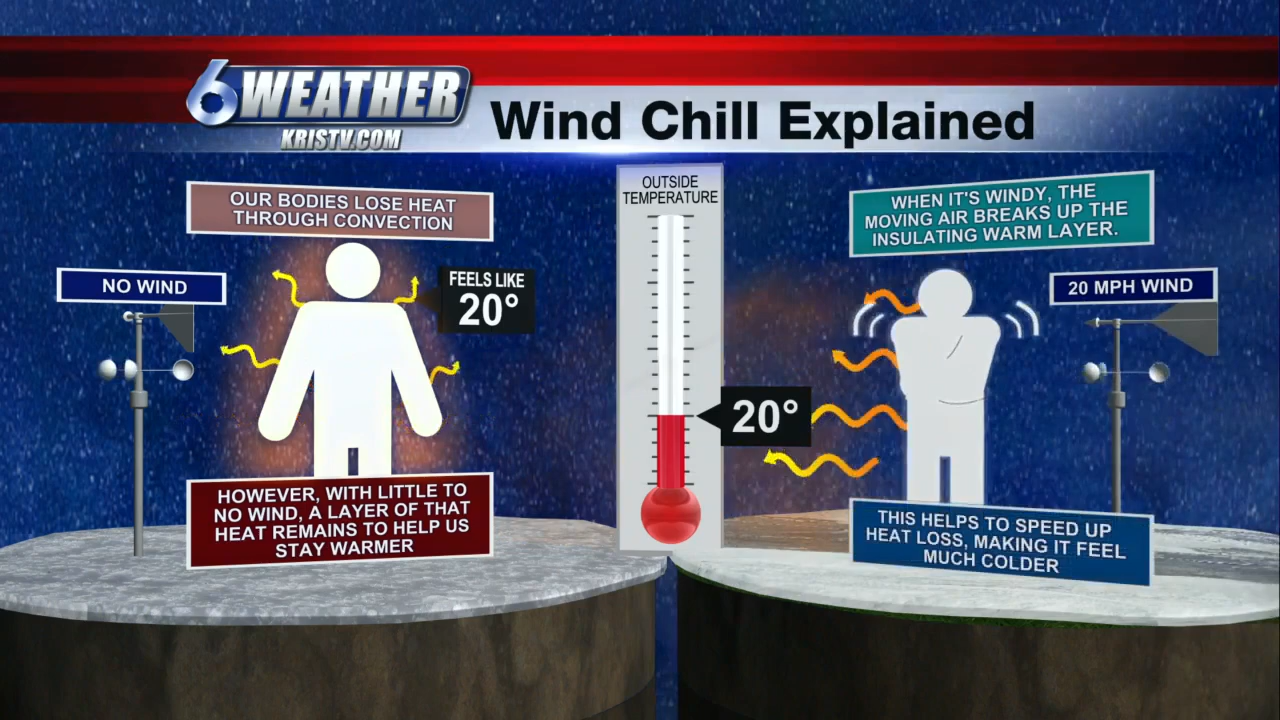 6 WEATHER
KRISTV.COM
Wind Chill Explained
OUR BODIES LOSE HEAT
THROUGH CONVECTION
NO WIND
FEELS LIKE
20°
HOWEVER, WITH LITTLE TO
NO WIND, A LAYER OF THAT
HEAT REMAINS TO HELP US
STAY WARMER
OUTSIDE
TEMPERATURE
20°
WHEN IT'S WINDY, THE
MOVING AIR BREAKS UP THE
INSULATING WARM LAYER.
20 MPH WIND
THIS HELPS TO SPEED UP
HEAT LOSS, MAKING IT FEEL
MUCH COLDER